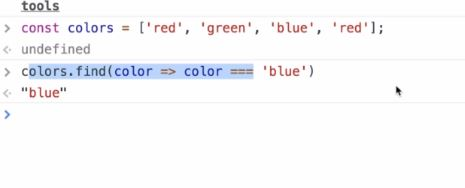 tools
> const colors = ['red', 'green', 'blue', 'red'];
< undefined
> colors.find(color => color === 'blue')
< "blue"
>